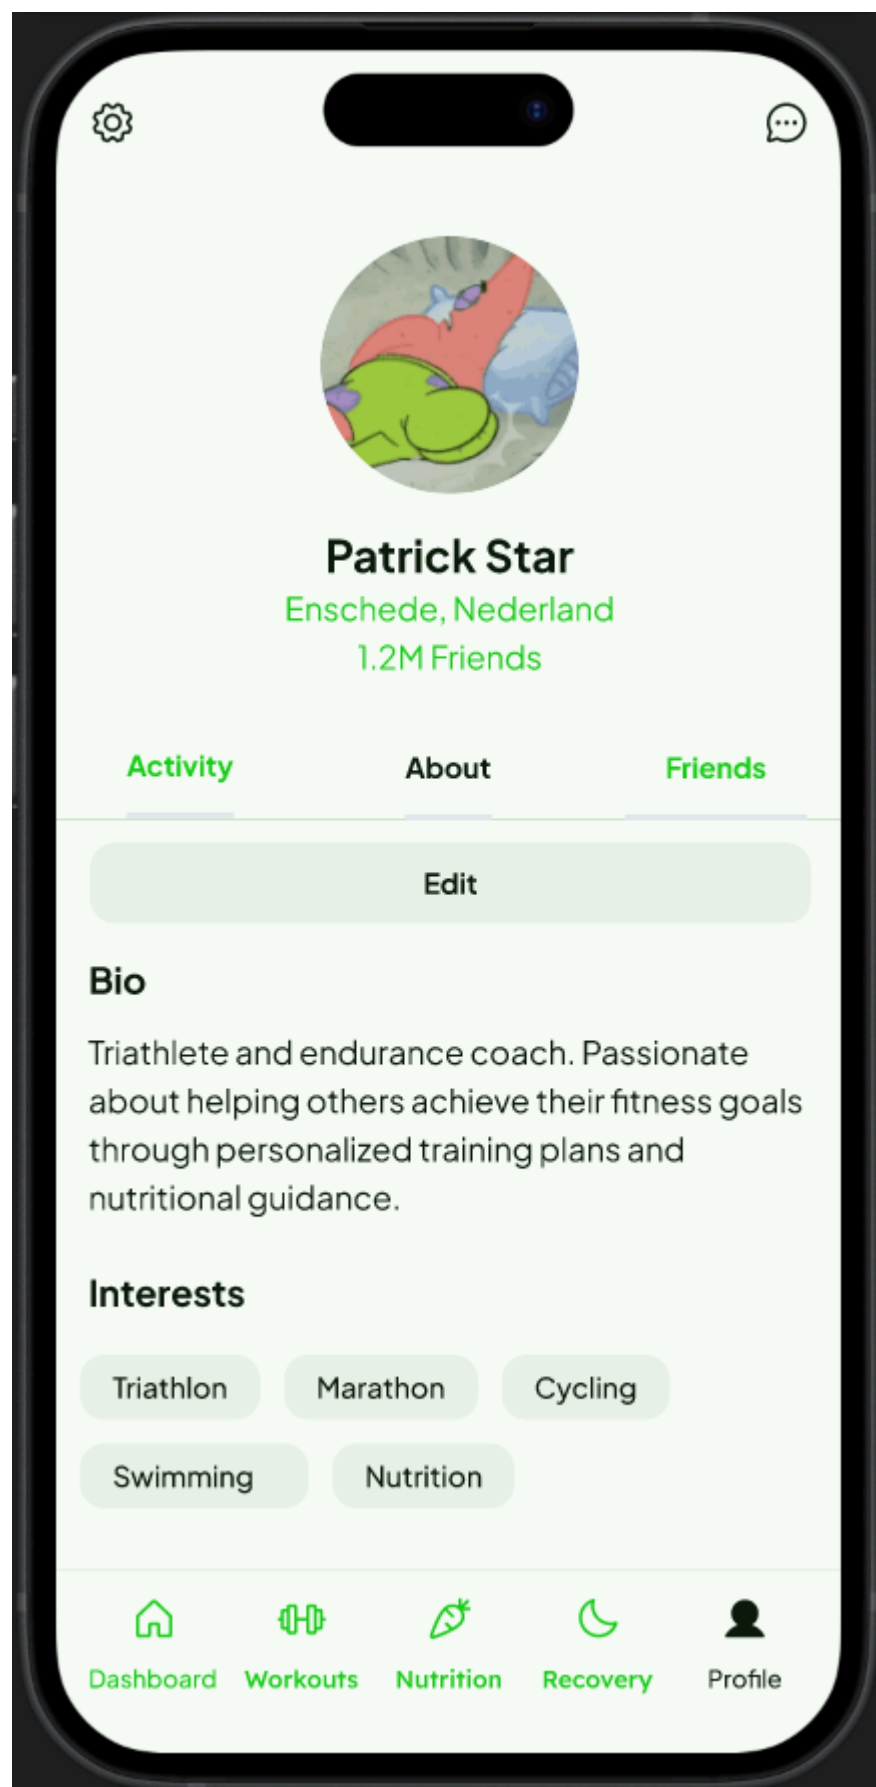 Patrick Star
Enschede, Nederland
1.2M Friends
Activity About Friends
Edit
Bio
Triathlete and endurance coach. Passionate
about helping others achieve their fitness goals
through personalized training plans and
nutritional guidance.
Interests
Triathlon Marathon Cycling
Swimming Nutrition
Dashboard Workouts Nutrition Recovery Profile